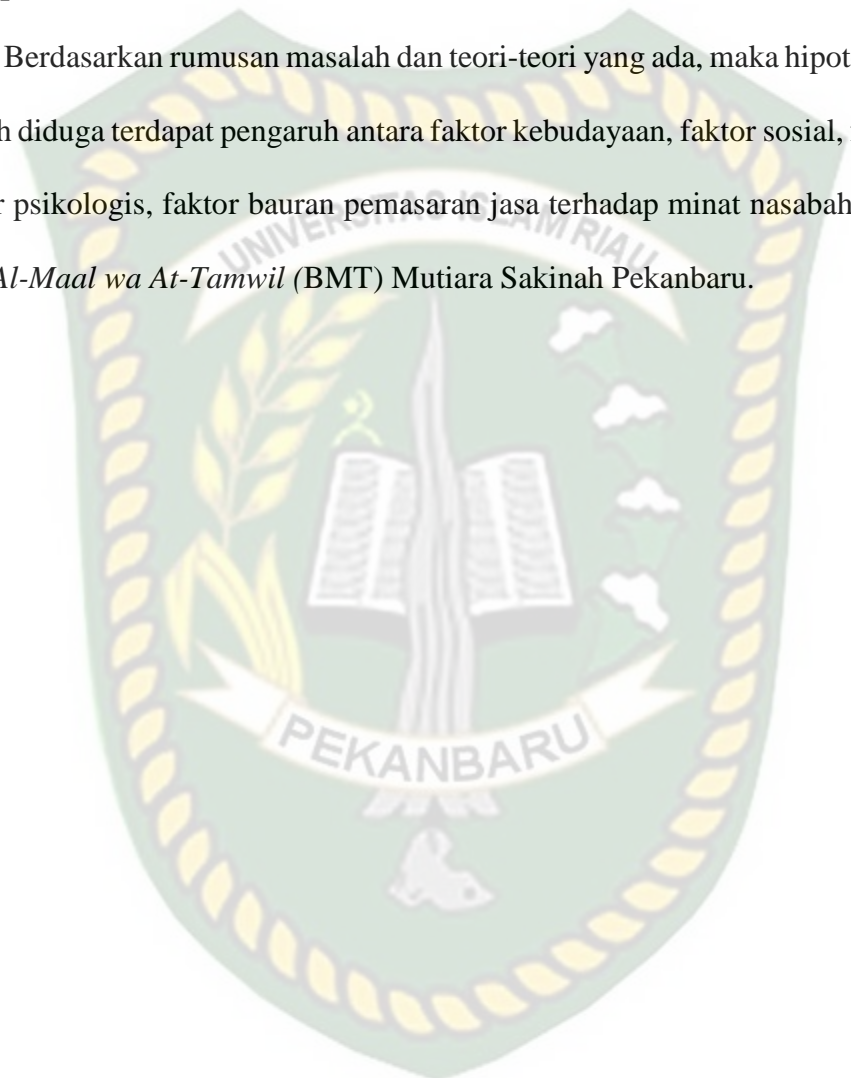 Berdasarkan rumusan masalah dan teori-teori yang ada, maka hipot
h diduga terdapat pengaruh antara faktor kebudayaan, faktor sosial,
r psikologis, faktor bauran pemasaran jasa terhadap minat nasabah
Al-Maal wa At-Tamwil (BMT) Mutiara Sakinah Pekanbaru.
UNIVERSITAS ISLAM RIAU
PEKANBARU